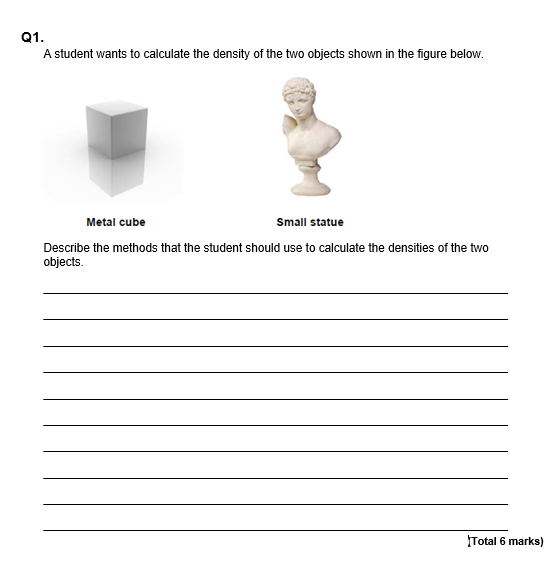 Q1.
A student wants to calculate the density of the two objects shown in the figure below.
Metal cube
Small statue
Describe the methods that the student should use to calculate the densities of the two
objects.
(Total 6 marks)